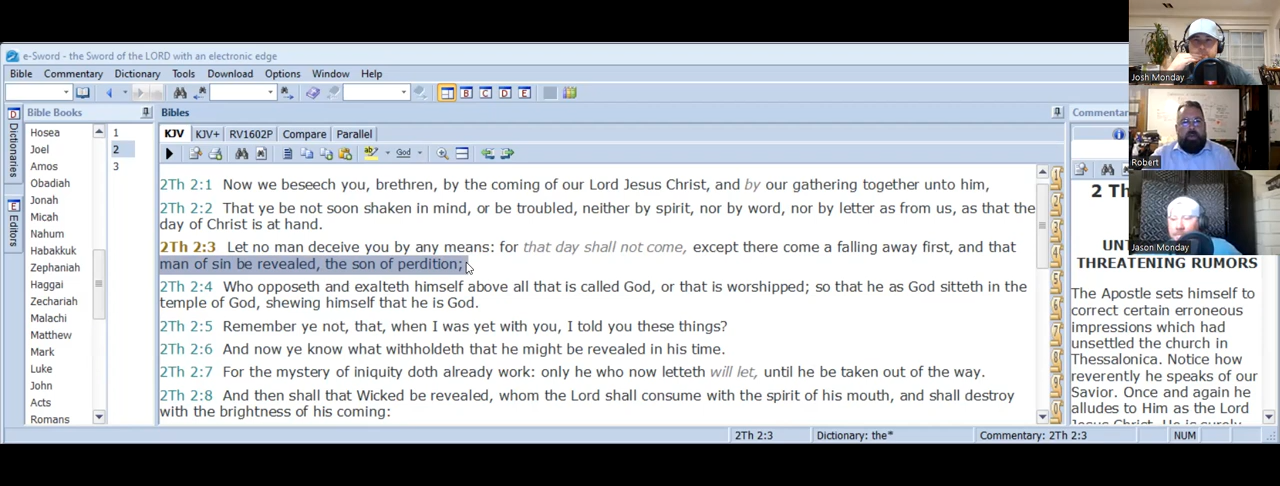 e-Sword - the Sword of the LORD with an electronic edge
Bible Commentary Dictionary Tools Download Options Window Help
B C D E
Bible Books
Bibles
Commentar
Dictionaries
Editors
Hosea
Joel
Amos
Obadiah
Jonah
Micah
Nahum
Habakkuk
Zephaniah
Haggai
Zechariah
Malachi
Matthew
Mark
Luke
John
Acts
Romans
1
2
3
KJV KJV+ RV1602P Compare Parallel
God
2Th 2:1 Now we beseech you, brethren, by the coming of our Lord Jesus Christ, and by our gathering together unto him,
2Th 2:2 That ye be not soon shaken in mind, or be troubled, neither by spirit, nor by word, nor by letter as from us, as that the
day of Christ is at hand.
2Th 2:3 Let no man deceive you by any means: for that day shall not come, except there come a falling away first, and that
man of sin be revealed, the son of perdition;
2Th 2:4 Who opposeth and exalteth himself above all that is called God, or that is worshipped; so that he as God sitteth in the
temple of God, shewing himself that he is God.
2Th 2:5 Remember ye not, that, when I was yet with you, I told you these things?
2Th 2:6 And now ye know what withholdeth that he might be revealed in his time.
2Th 2:7 For the mystery of iniquity doth already work: only he who now letteth will let, until he be taken out of the way.
2Th 2:8 And then shall that Wicked be revealed, whom the Lord shall consume with the spirit of his mouth, and shall destroy
with the brightness of his coming:
2 Th
UN
THREATENING RUMORS
The Apostle sets himself to
correct certain erroneous
impressions which had
unsettled the church in
Thessalonica. Notice how
reverently he speaks of our
Savior. Once and again he
alludes to Him as the Lord
2Th 2:3
Dictionary: the*
Commentary: 2Th 2:3
NUM
Josh Monday
Robert
Jason Monday